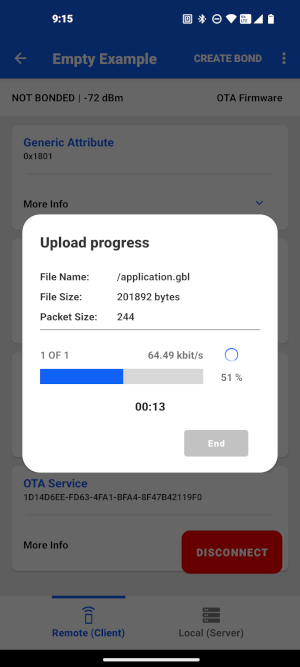 9:15
Empty Example
CREATE BOND
NOT BONDED | -72 dBm
OTA Firmware
Generic Attribute
0x1801
More Info
Upload progress
File Name: /application.gbl
File Size: 201892 bytes
Packet Size: 244
1 OF 1 64.49 kbit/s
51 %
00:13
End
OTA Service
1D14D6EE-FD63-4FA1-BFA4-8F47B42119F0
More Info
DISCONNECT
Remote (Client)
Local (Server)